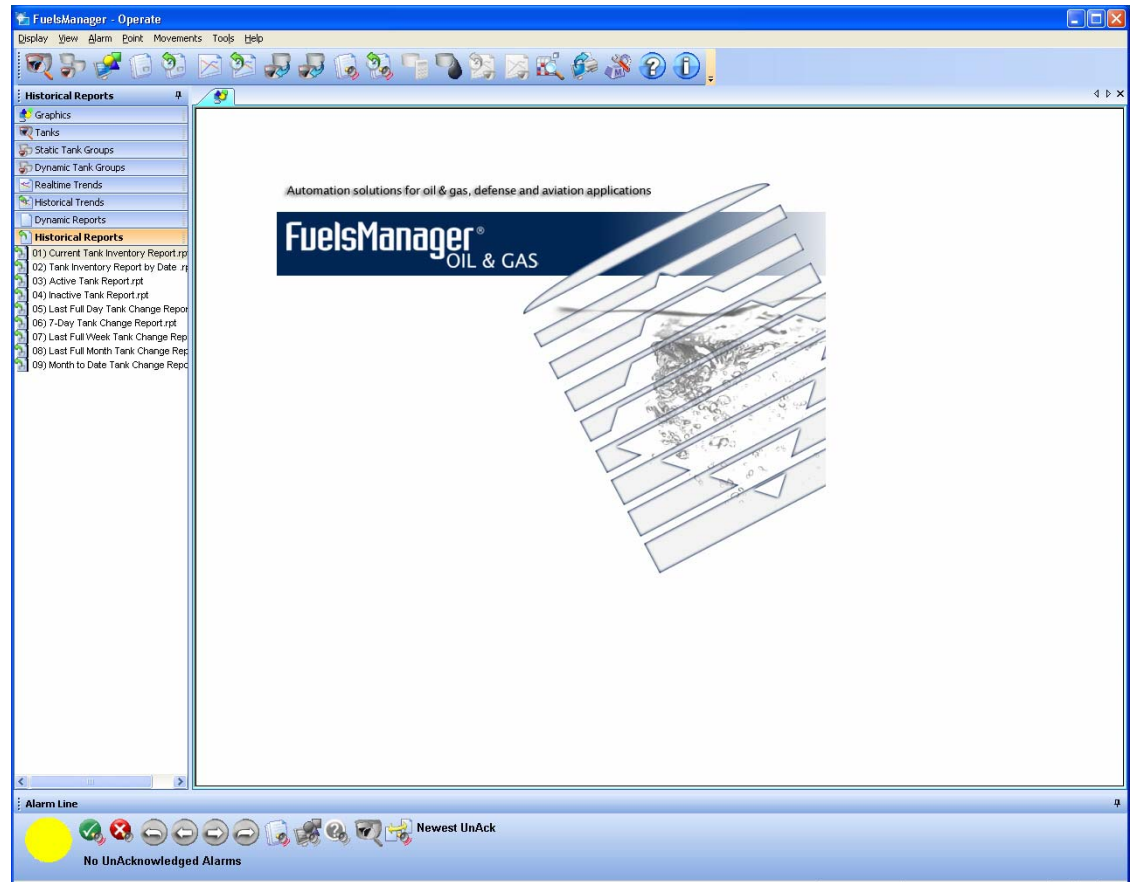 FuelsManager - Operate
Display View Alarm Point Movements Tools Help
Historical Reports
Graphics
Tanks
Static Tank Groups
Dynamic Tank Groups
Realtime Trends
Historical Trends
Dynamic Reports
Historical Reports
01) Current Tank Inventory Report.rp
02) Tank Inventory Report by Date .r
03) Active Tank Report.rpt
04) Inactive Tank Report.rpt
05) Last Full Day Tank Change Repor
06) 7-Day Tank Change Report.rpt
07) Last Full Week Tank Change Rep
08) Last Full Month Tank Change Rep
09) Month to Date Tank Change Repo
Automation solutions for oil & gas, defense and aviation applications
FuelsManager®
OIL & GAS
Alarm Line
Newest UnAck
No UnAcknowledged Alarms